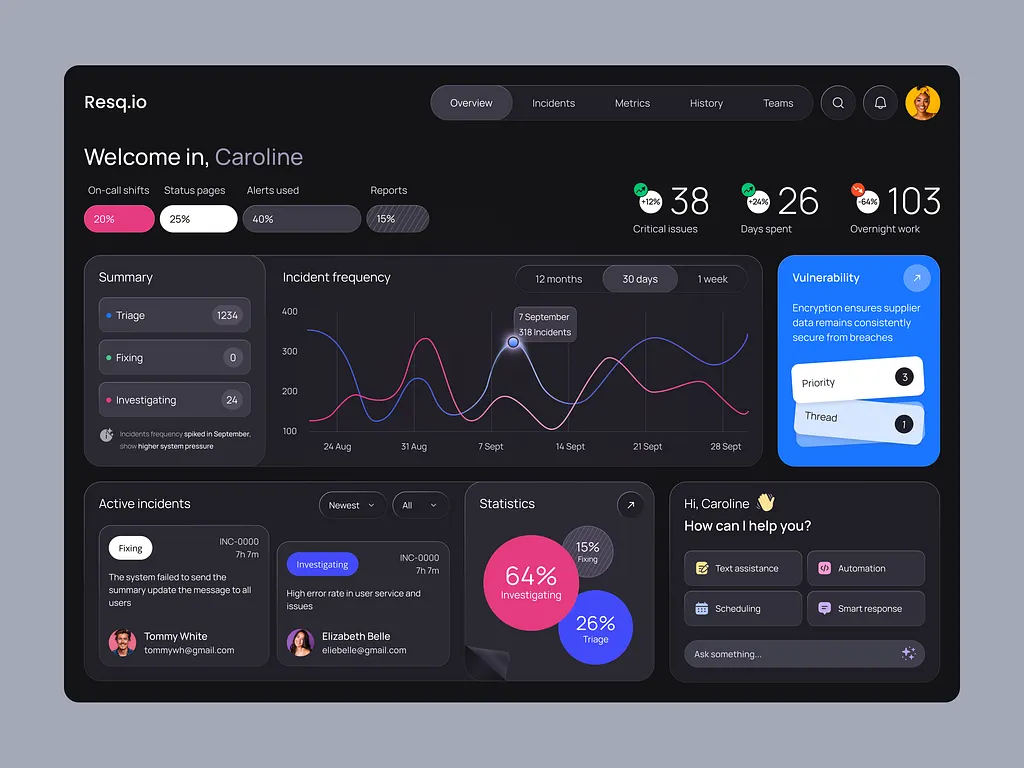 Resq.io
Overview
Incidents
Metrics
History
Teams
Welcome in, Caroline
On-call shifts
Status pages
Alerts used
Reports
20%
25%
40%
15%
+12%
38
Critical issues
+24%
26
Days spent
-64%
103
Overnight work
Summary
Triage
1234
Fixing
0
Investigating
24
Incidents frequency spiked in September,
show higher system pressure
Incident frequency
12 months
30 days
1 week
400
300
200
100
7 September
318 Incidents
24 Aug
31 Aug
7 Sept
14 Sept
21 Sept
28 Sept
Vulnerability
Encryption ensures supplier
data remains consistently
secure from breaches
Priority
3
Thread
1
Active incidents
Newest
All
Fixing
INC-0000
7h 7m
The system failed to send the
summary update the message to all
users
Tommy White
tommywh@gmail.com
Investigating
INC-0000
7h 7m
High error rate in user service and
issues
Elizabeth Belle
eliebelle@gmail.com
Statistics
64%
Investigating
15%
Fixing
26%
Triage
Hi, Caroline 👋
How can I help you?
Text assistance
Automation
Scheduling
Smart response
Ask something...